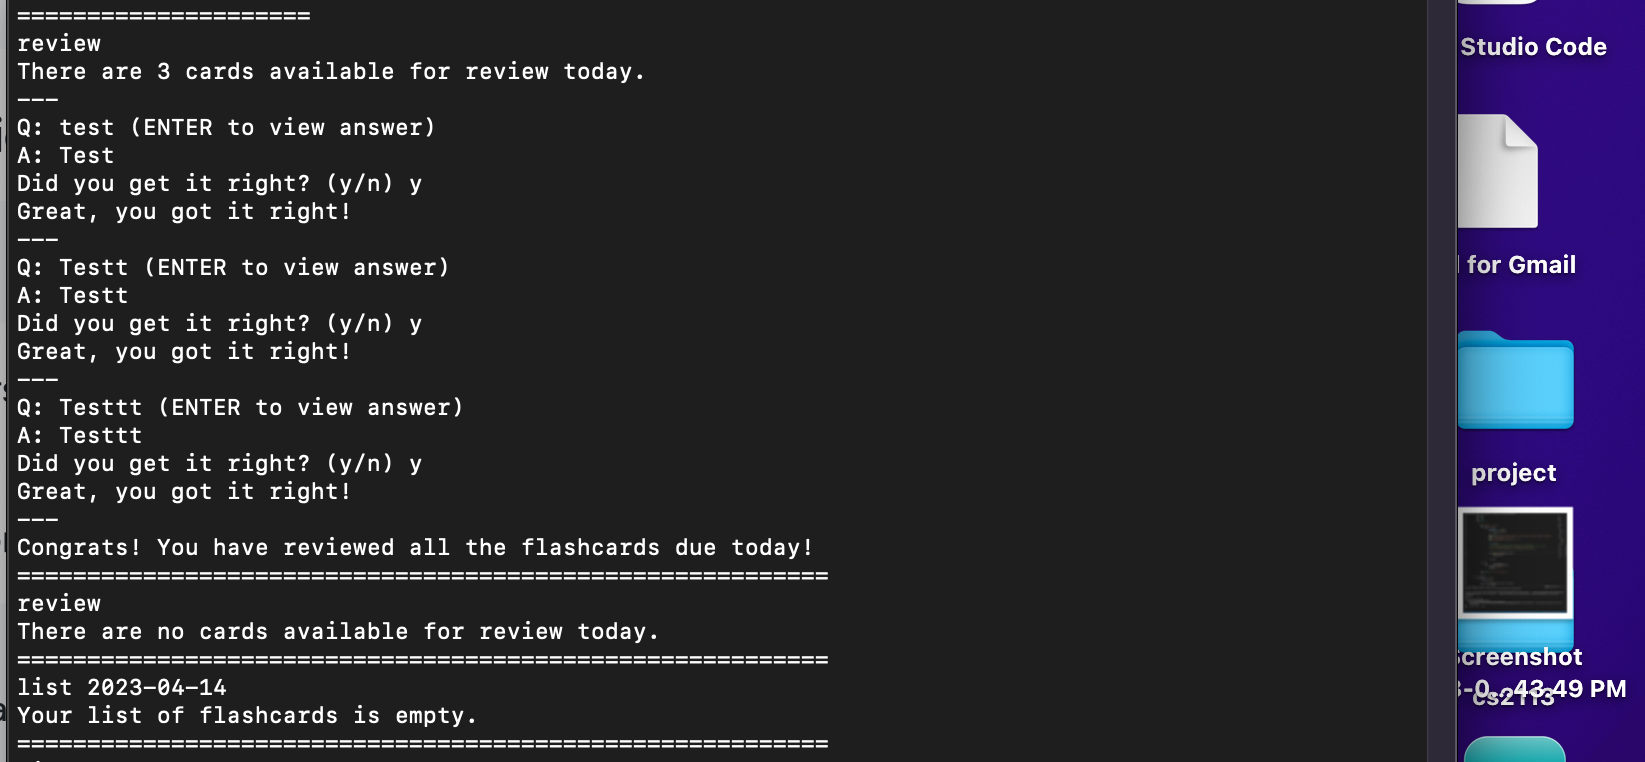 =====================
review
There are 3 cards available for review today.
---
Q: test (ENTER to view answer)
A: Test
Did you get it right? (y/n) y
Great, you got it right!
---
Q: Testt (ENTER to view answer)
A: Testt
Did you get it right? (y/n) y
Great, you got it right!
---
Q: Testtt (ENTER to view answer)
A: Testtt
Did you get it right? (y/n) y
Great, you got it right!
---
Congrats! You have reviewed all the flashcards due today!
==========================================================
review
There are no cards available for review today.
==========================================================
list 2023-04-14
Your list of flashcards is empty.
==========================================================
Studio Code
for Gmail
project
creenshot
43.49 PM
cs2113